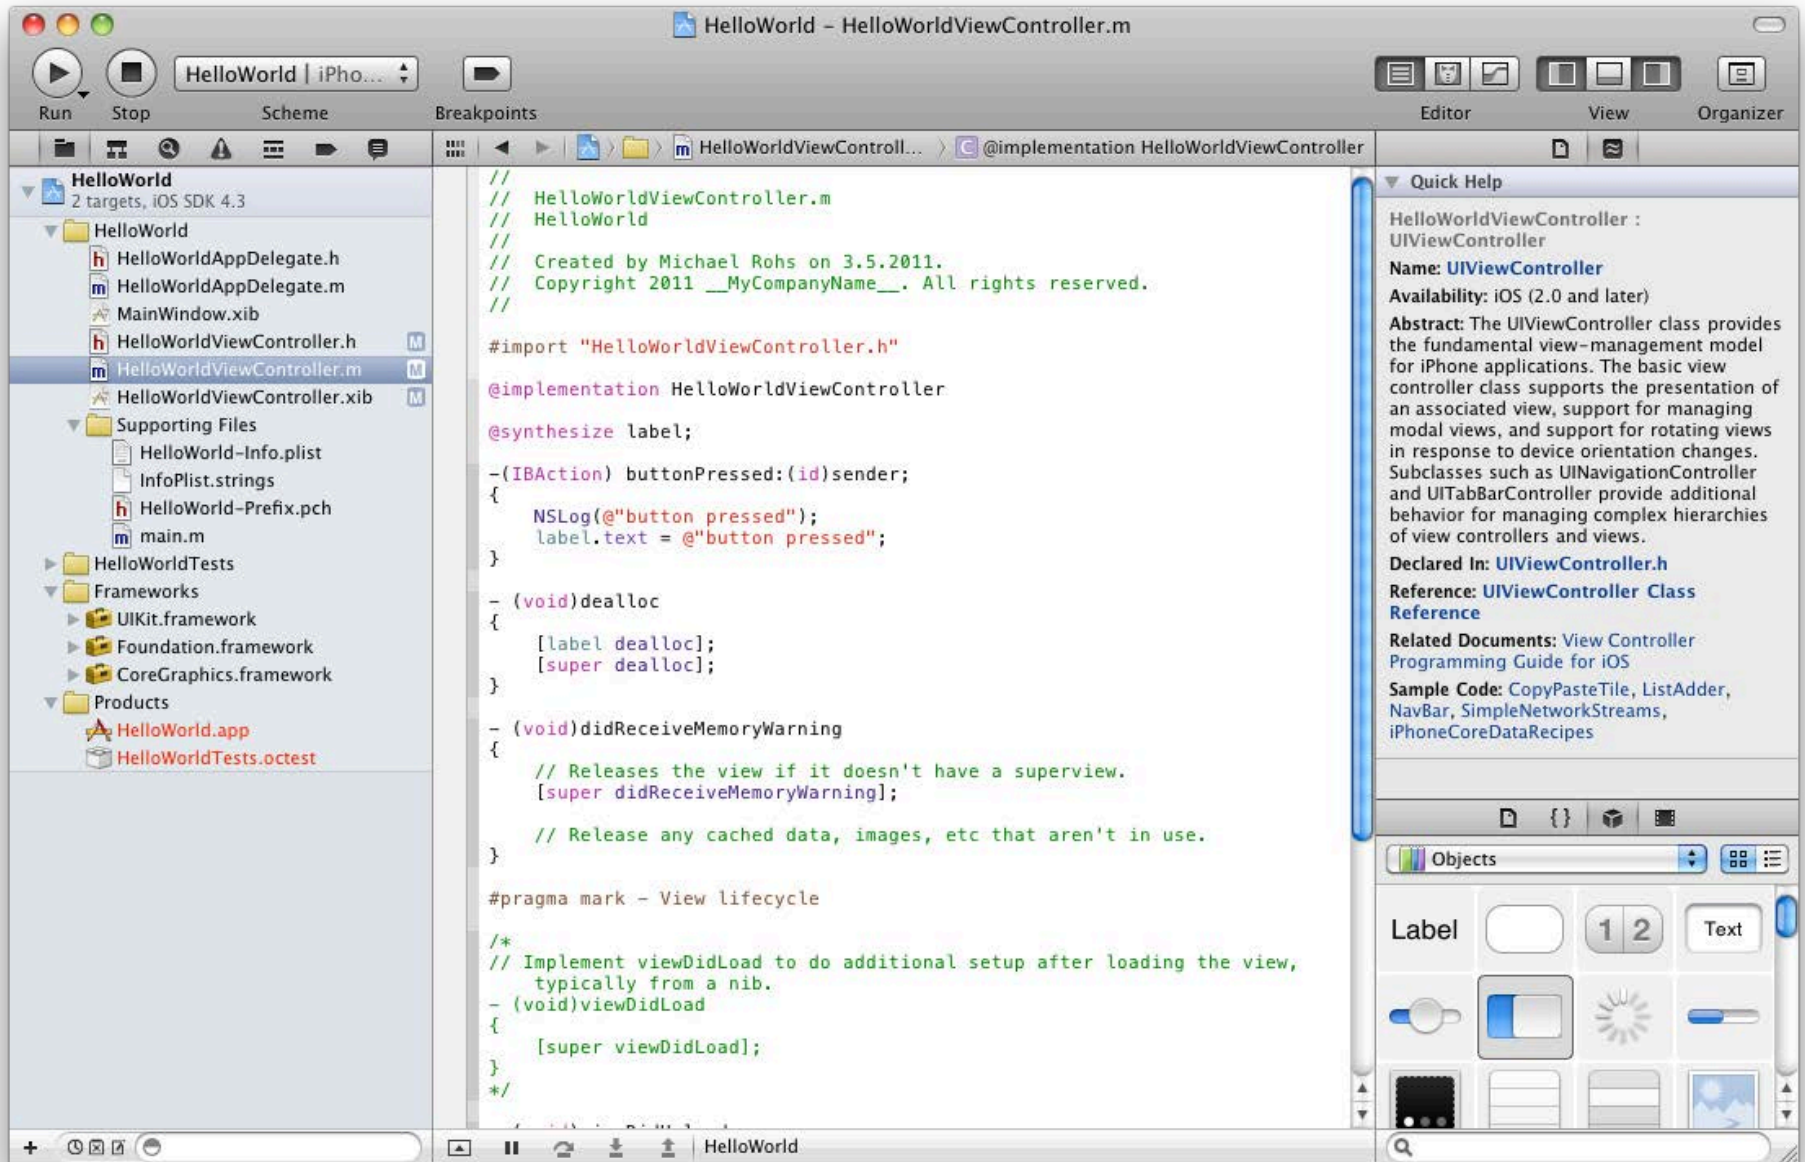 HelloWorld – HelloWorldViewController.m
HelloWorld | iPho...
Run Stop Scheme Breakpoints Editor View Organizer
HelloWorldViewControll... @implementation HelloWorldViewController
HelloWorld
2 targets, iOS SDK 4.3
HelloWorld
h HelloWorldAppDelegate.h
m HelloWorldAppDelegate.m
MainWindow.xib
h HelloWorldViewController.h M
m HelloWorldViewController.m M
HelloWorldViewController.xib M
Supporting Files
HelloWorld-Info.plist
InfoPlist.strings
h HelloWorld-Prefix.pch
m main.m
HelloWorldTests
Frameworks
UIKit.framework
Foundation.framework
CoreGraphics.framework
Products
HelloWorld.app
HelloWorldTests.octest
//
// HelloWorldViewController.m
// HelloWorld
//
// Created by Michael Rohs on 3.5.2011.
// Copyright 2011 __MyCompanyName__. All rights reserved.
//
#import "HelloWorldViewController.h"
@implementation HelloWorldViewController
@synthesize label;
-(IBAction) buttonPressed:(id)sender;
{
NSLog(@"button pressed");
label.text = @"button pressed";
}
- (void)dealloc
{
[label dealloc];
[super dealloc];
}
- (void)didReceiveMemoryWarning
{
// Releases the view if it doesn't have a superview.
[super didReceiveMemoryWarning];
// Release any cached data, images, etc that aren't in use.
}
#pragma mark - View lifecycle
/*
// Implement viewDidLoad to do additional setup after loading the view,
typically from a nib.
- (void)viewDidLoad
{
[super viewDidLoad];
}
*/
HelloWorld
Quick Help
HelloWorldViewController :
UIViewController
Name: UIViewController
Availability: iOS (2.0 and later)
Abstract: The UIViewController class provides
the fundamental view-management model
for iPhone applications. The basic view
controller class supports the presentation of
an associated view, support for managing
modal views, and support for rotating views
in response to device orientation changes.
Subclasses such as UINavigationController
and UITabBarController provide additional
behavior for managing complex hierarchies
of view controllers and views.
Declared In: UIViewController.h
Reference: UIViewController Class
Reference
Related Documents: View Controller
Programming Guide for iOS
Sample Code: CopyPasteTile, ListAdder,
NavBar, SimpleNetworkStreams,
iPhoneCoreDataRecipes
{}
Objects
Label 1 2 Text